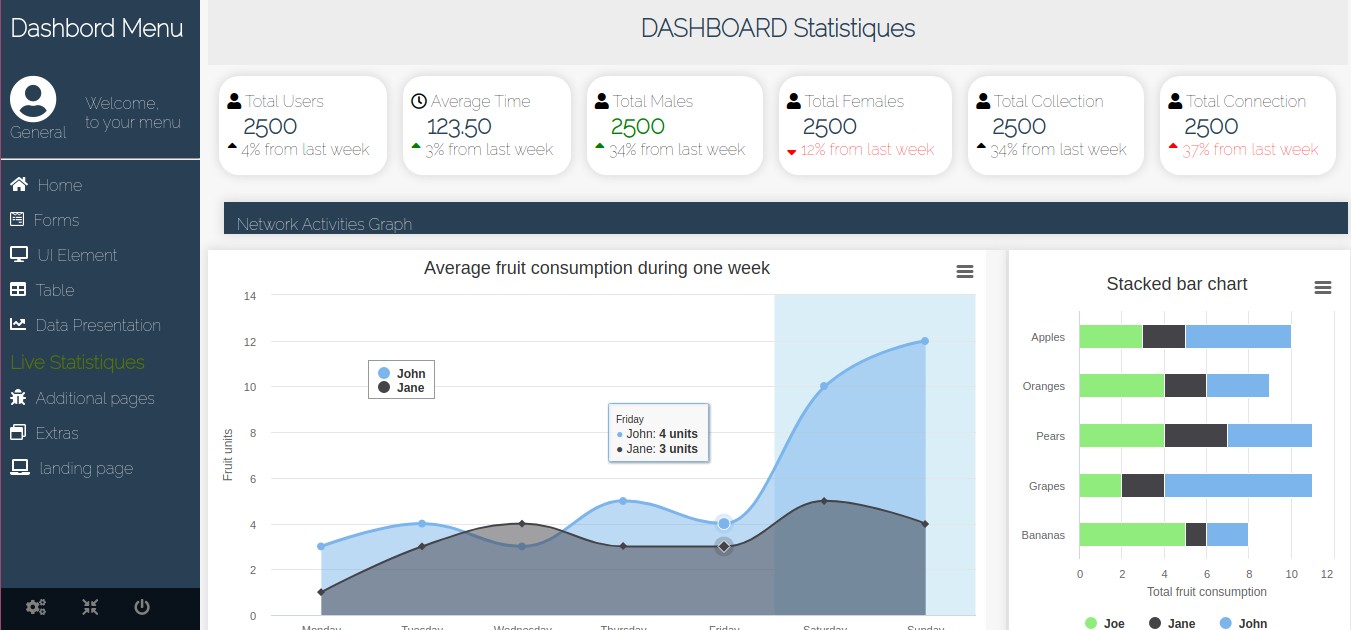 Dashbord Menu
General
Welcome,
to your menu
Home
Forms
UI Element
Table
Data Presentation
Live Statistiques
Additional pages
Extras
landing page
DASHBOARD Statistiques
Total Users
2500
4% from last week
Average Time
123.50
3% from last week
Total Males
2500
34% from last week
Total Females
2500
12% from last week
Total Collection
2500
34% from last week
Total Connection
2500
37% from last week
Network Activities Graph
Average fruit consumption during one week
Fruit units
14
12
10
8
6
4
2
0
John
Jane
Friday
John: 4 units
Jane: 3 units
Monday
Tuesday
Wednesday
Thursday
Friday
Saturday
Sunday
Stacked bar chart
Apples
Oranges
Pears
Grapes
Bananas
0 2 4 6 8 10 12
Total fruit consumption
Joe Jane John